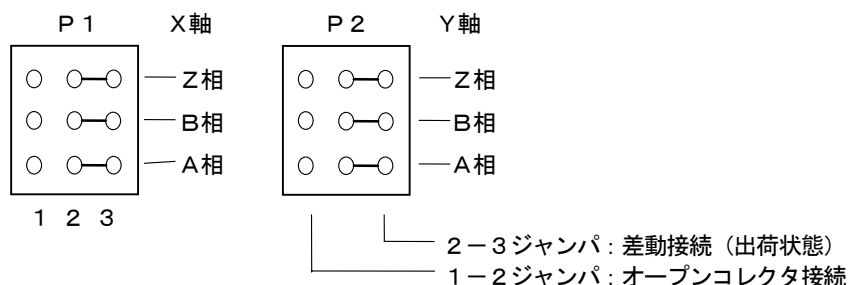 Ｐ１　Ｘ軸　Ｐ２　Ｙ軸
Ｚ相　Ｚ相
Ｂ相　Ｂ相
Ａ相　Ａ相
１　２　３
２－３ジャンパ：差動接続（出荷状態）
１－２ジャンパ：オープンコレクタ接続